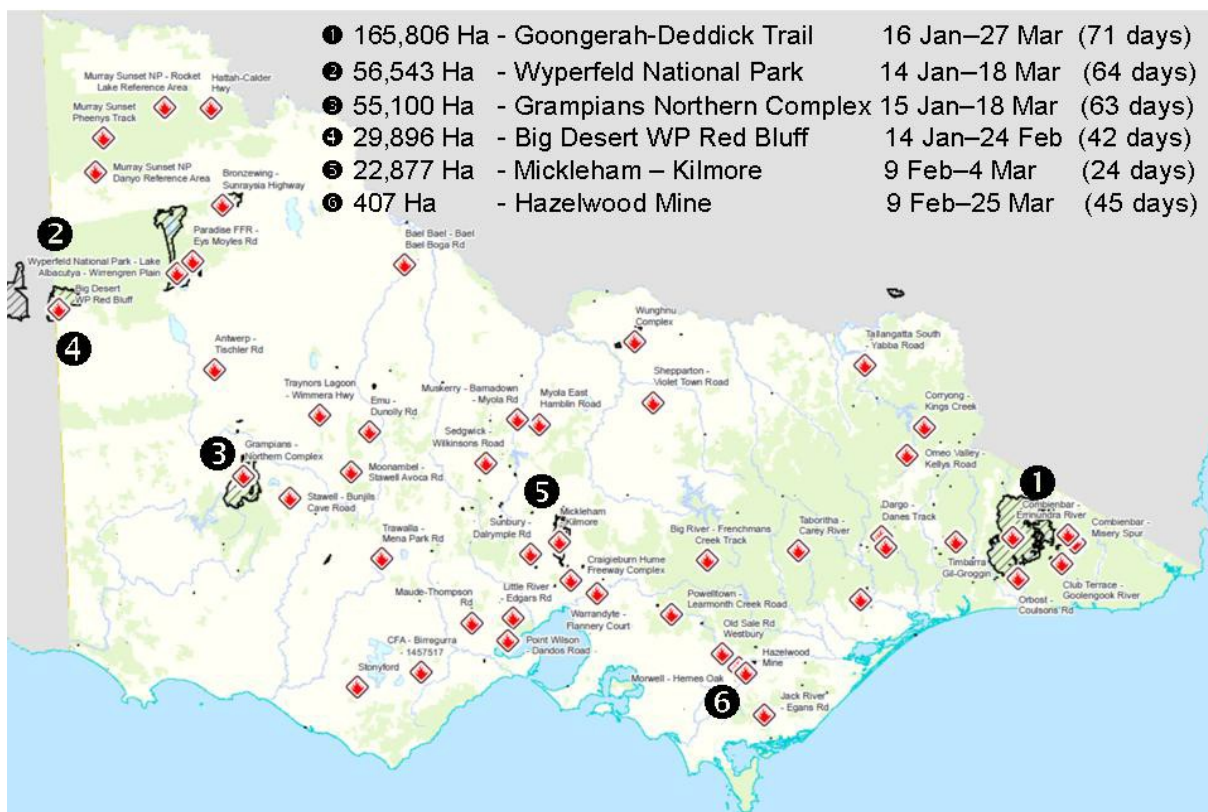 ❶ 165,806 Ha - Goongerah-Deddick Trail 16 Jan–27 Mar (71 days)
❷ 56,543 Ha - Wyperfeld National Park 14 Jan–18 Mar (64 days)
❸ 55,100 Ha - Grampians Northern Complex 15 Jan–18 Mar (63 days)
❹ 29,896 Ha - Big Desert WP Red Bluff 14 Jan–24 Feb (42 days)
❺ 22,877 Ha - Mickleham – Kilmore 9 Feb–4 Mar (24 days)
❻ 407 Ha - Hazelwood Mine 9 Feb–25 Mar (45 days)
Murray Sunset NP - Rocket
Lake Reference Area
Hattah-Calder
Hwy
Murray Sunset
Pheenys Track
Murray Sunset NP
Danyo Reference Area
Bronzewing -
Sunraysia Highway
❷
Paradise FFR -
Eys Moyles Rd
Bael Bael - Bael
Bael Boga Rd
Wyperfeld National Park - Lake
Albacutya - Wirrengren Plain
Big Desert
WP Red Bluff
❹
Wunghnu
Complex
Antwerp -
Tischler Rd
Tallangatta South
- Yabba Road
Shepparton -
Violet Town Road
Traynors Lagoon
- Wimmera Hwy
Emu -
Dunolly Rd
Muskerry - Barnadown
- Myola Rd
Myola East
Hamblin Road
Corryong -
Kings Creek
Sedgwick -
Wilkinsons Road
❸
Grampians -
Northern Complex
Moonambel -
Stawell Avoca Rd
Omeo Valley -
Kellys Road
❶
Stawell - Bunjils
Cave Road
❺
Mickleham
- Kilmore
Combienbar -
Errinundra River
Combienbar -
Misery Spur
Trawalla -
Mena Park Rd
Sunbury -
Dalrymple Rd
Big River - Frenchmans
Creek Track
Taboritha -
Carey River
Dargo -
Danes Track
Craigieburn Hume
Freeway Complex
Timbarra
Gil-Groggin
Club Terrace -
Goolengook River
Maude-Thompson
Rd
Little River
- Edgars Rd
Warrandyte -
Flannery Court
Powelltown -
Learmonth Creek Road
Orbost -
Coulsons Rd
Old Sale Rd
Westbury
CFA - Birregurra
- 1457517
Point Wilson
- Dandos Road
Hazelwood
Mine
Stonyford
Morwell - Hernes Oak
❻
Jack River
- Egans Rd